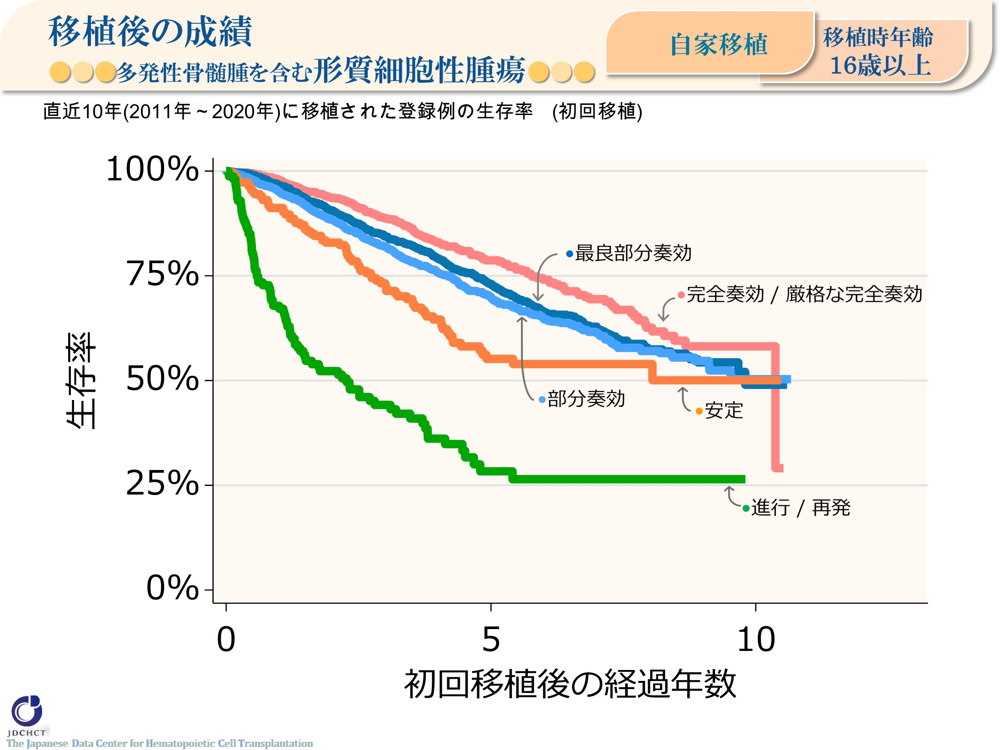 移植後の成績
多発性骨髄腫を含む形質細胞性腫瘍
自家移植
移植時年齢
16歳以上
直近10年(2011年～2020年)に移植された登録例の生存率　(初回移植)
100%
75%
50%
25%
0%
生存率
最良部分奏効
完全奏効 / 厳格な完全奏効
部分奏効
安定
進行 / 再発
0
5
10
初回移植後の経過年数
JDCHCT
The Japanese Data Center for Hematopoietic Cell Transplantation